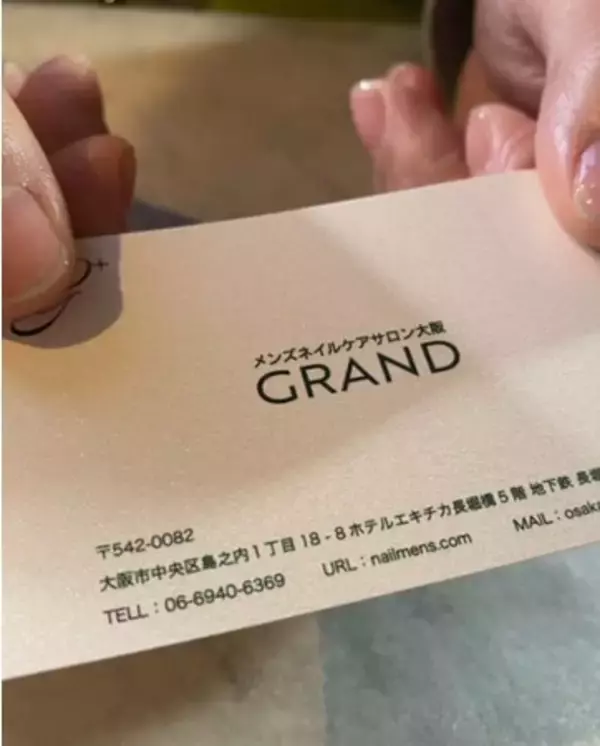 メンズネイルケアサロン大阪
GRAND
〒542-0082
大阪市中央区島之内1丁目18-8ホテルエキチカ長堀橋5階 地下鉄 長堀
TELL：06-6940-6369 URL：nailmens.com MAIL：osaka